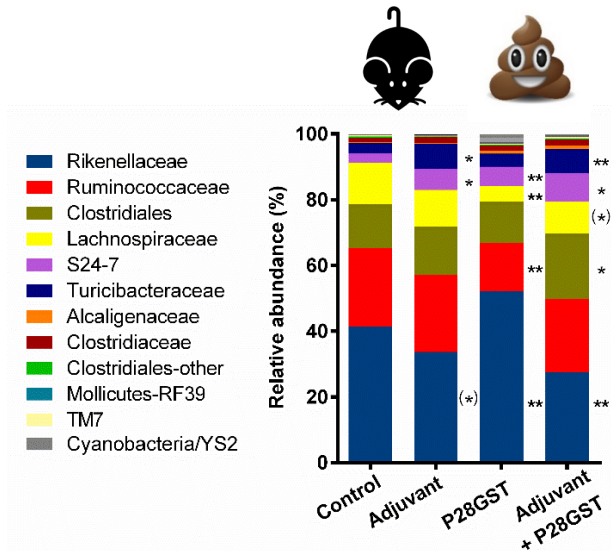 Rikenellaceae
Ruminococcaceae
Clostridiales
Lachnospiraceae
S24-7
Turicibacteraceae
Alcaligenaceae
Clostridiaceae
Clostridiales-other
Mollicutes-RF39
TM7
Cyanobacteria/YS2
Relative abundance (%)
100
80
60
40
20
0
*
*
(*)
**
**
**
**
**
*
(*)
*
**
Control
Adjuvant
P28GST
Adjuvant
+ P28GST